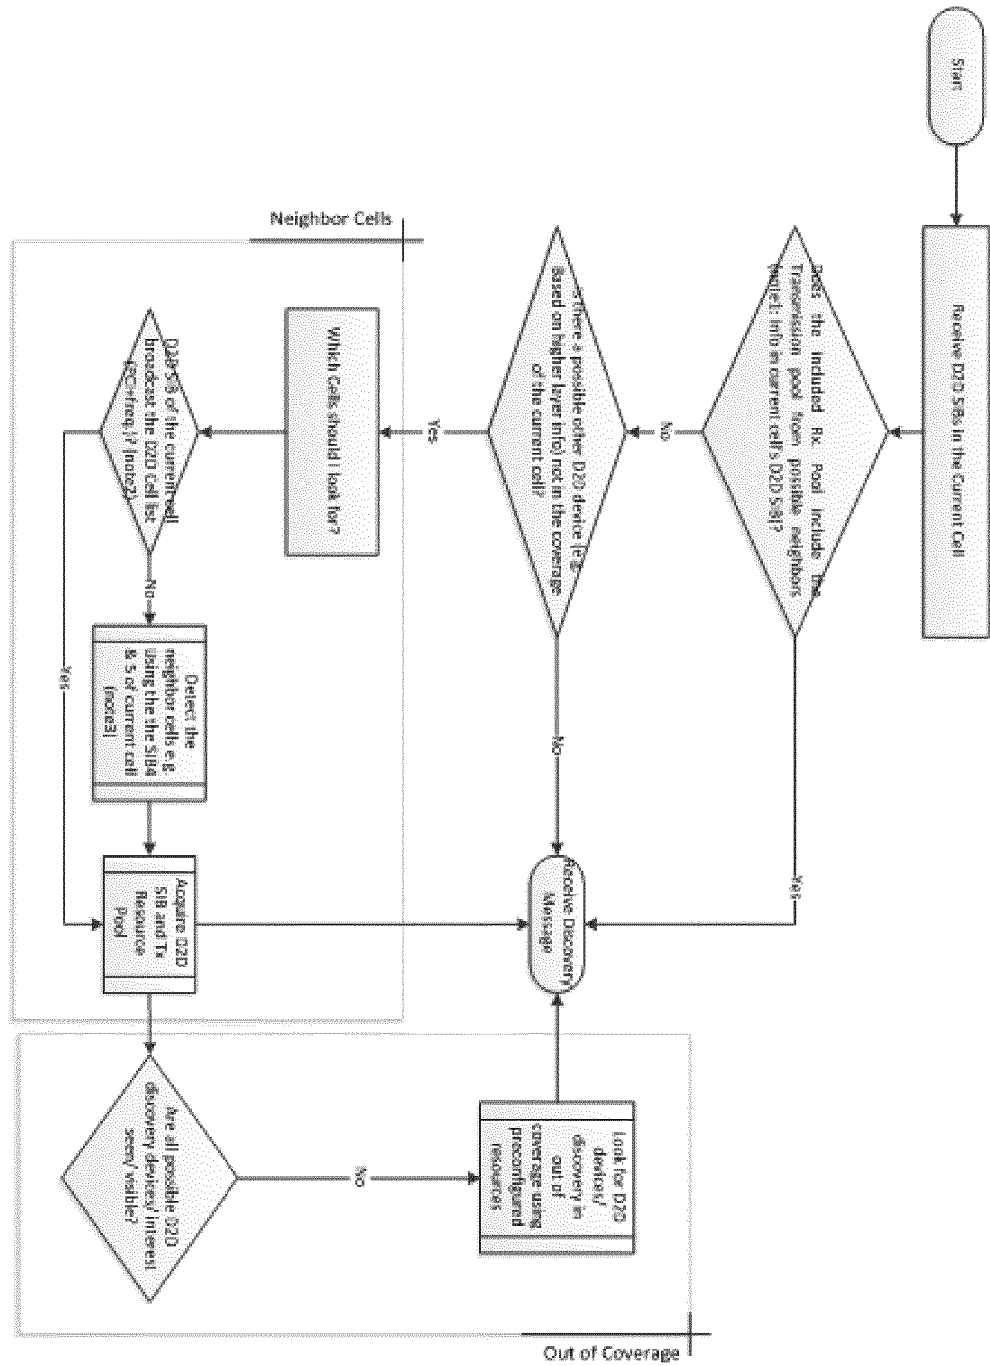 Start
Receive D2D SIBs in the Current Cell
Does the included Rx. Pool include the
Transmission pool from possible neighbors
(note1: info in current cell's D2D SIB)?
Yes
No
Is there a possible other D2D device (e.g.
Based on higher layer info) not in the coverage
of the current cell?
No
Yes
Neighbor Cells
Which Cells should I look for?
D2D SIB of the current cell
broadcast the D2D Cell list
(note2)
No
Yes
Detect the
neighbor cells e.g.
using the the SIB4
& 5 of current cell
(note3)
Acquire D2D
SIB and Tx
Resource
Pool
Receive Discovery
Message
Are all possible D2D
discovery devices/ interest
seen/ visible?
No
Look for D2D
devices/
discovery in
out of
coverage using
preconfigured
resources
Out of Coverage